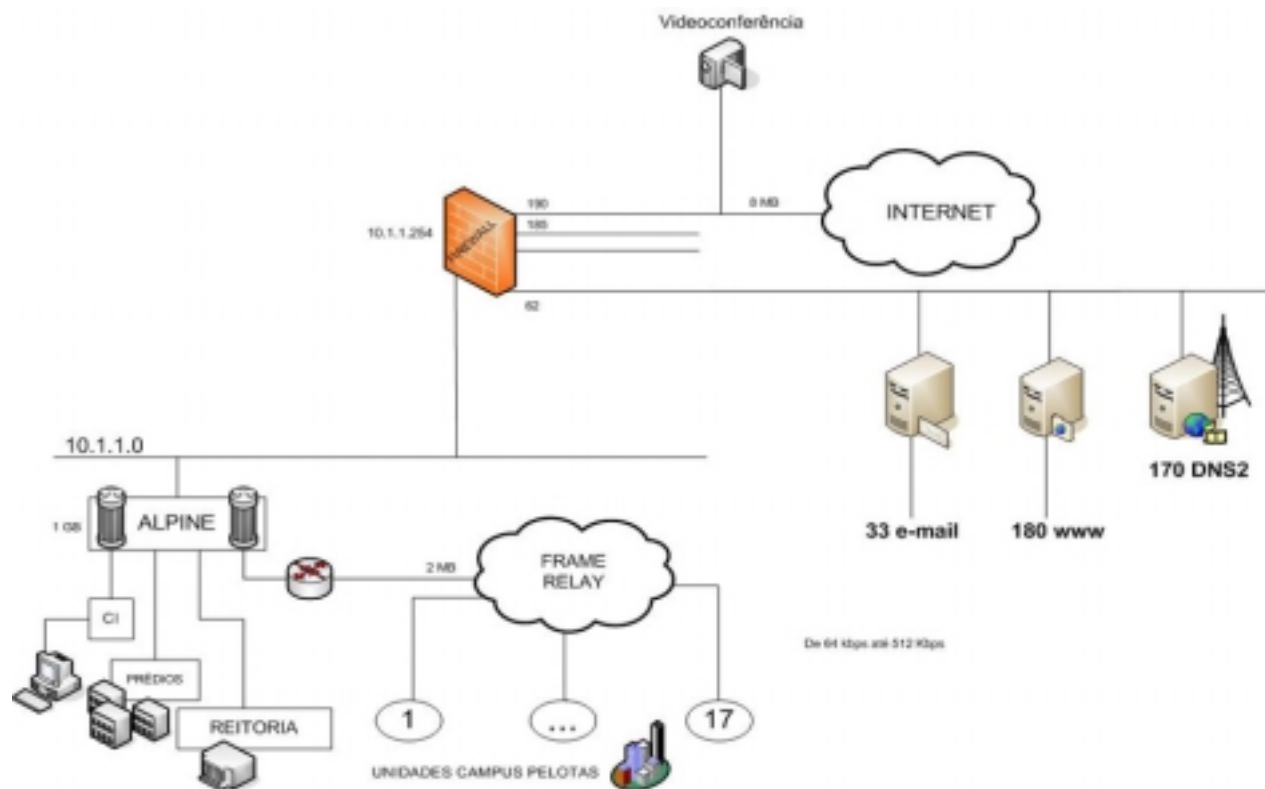 Videoconferência
190
8 MB
INTERNET
185
10.1.1.254
FIREWALL
62
10.1.1.0
170 DNS2
1 GB
ALPINE
33 e-mail
180 www
2 MB
FRAME
RELAY
CI
De 64 kbps até 512 Kbps
PRÉDIOS
REITORIA
1
...
17
UNIDADES CAMPUS PELOTAS